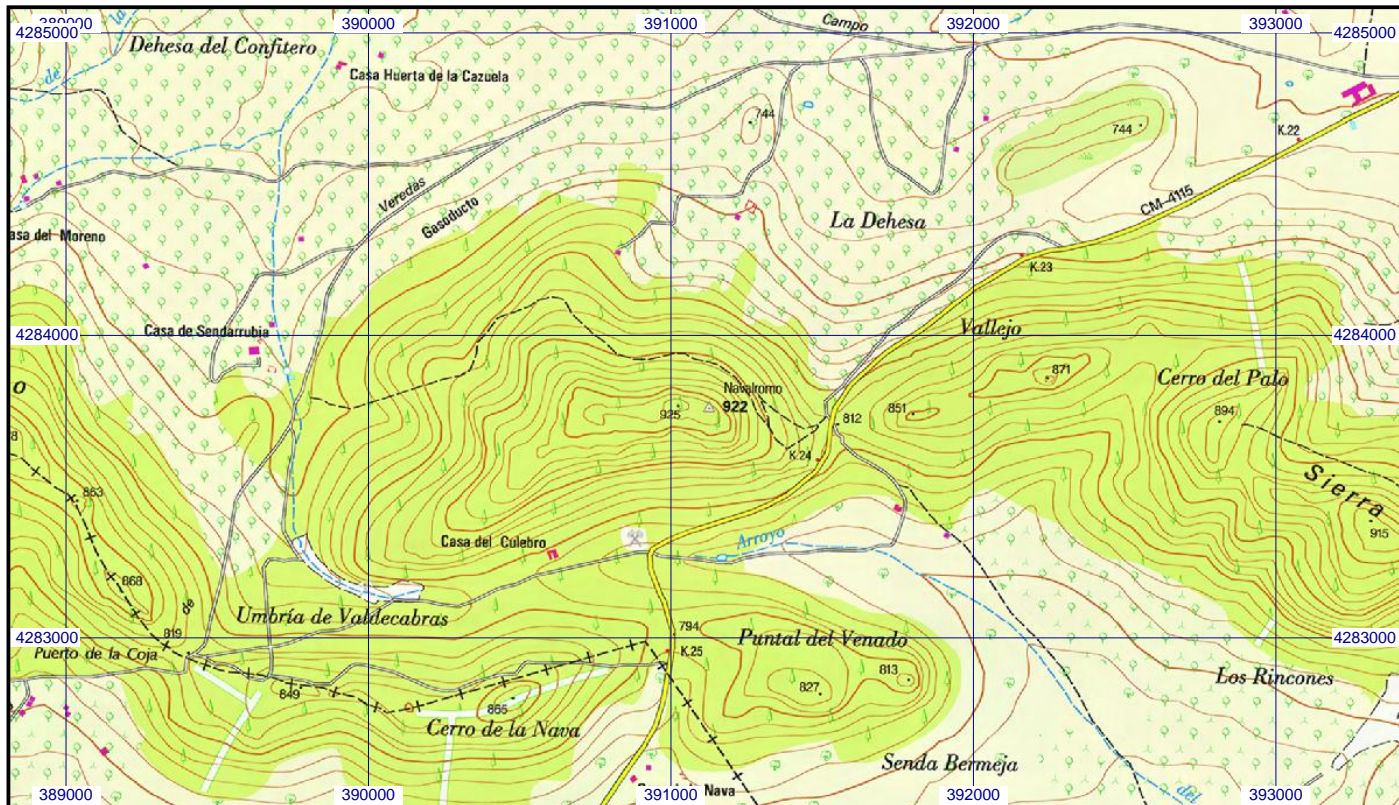 389000
390000
391000
392000
393000
4285000
4285000
Campo
de
la
Dehesa del Confitero
Casa Huerta de la Cazuela
744
744
K.22
Veredas
Gasoducto
CM-4115
La Dehesa
asa del Moreno
K.23
4284000
4284000
Casa de Sendarrubia
Vallejo
871
Cerro del Palo
o
Navalromo
925
922
851
812
894
K.24
Sierra
863
915
Casa del Culebro
Arroyo
868
de
Umbría de Valdecabras
819
4283000
4283000
794
Puntal del Venado
Puerto de la Coja
K.25
849
865
827
813
Los Rincones
Cerro de la Nava
Senda Bermeja
del
Nava
389000
390000
391000
392000
393000